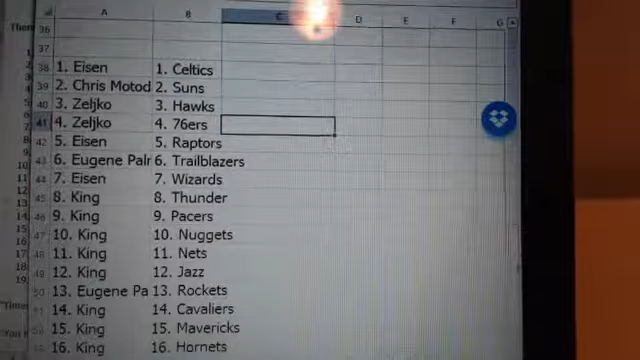 A B C D E F G
36
37
38 1. Eisen 1. Celtics
39 2. Chris Motod 2. Suns
40 3. Zeljko 3. Hawks
41 4. Zeljko 4. 76ers
42 5. Eisen 5. Raptors
43 6. Eugene Palr 6. Trailblazers
44 7. Eisen 7. Wizards
45 8. King 8. Thunder
46 9. King 9. Pacers
47 10. King 10. Nuggets
48 11. King 11. Nets
49 12. King 12. Jazz
50 13. Eugene Pa 13. Rockets
14. King 14. Cavaliers
15. King 15. Mavericks
16. King 16. Hornets